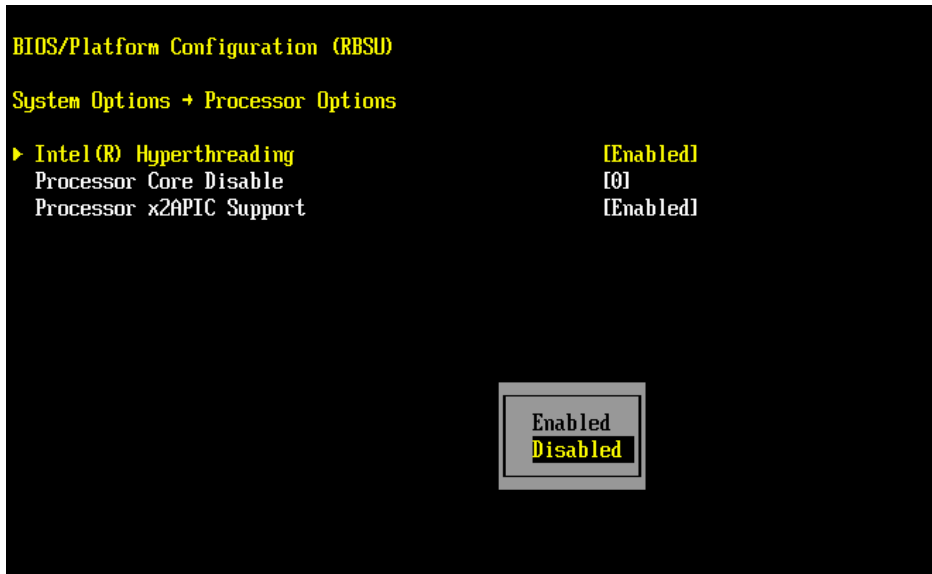 BIOS/Platform Configuration (RBSU)
System Options → Processor Options
Intel(R) Hyperthreading [Enabled]
Processor Core Disable [0]
Processor x2APIC Support [Enabled]
Enabled
Disabled